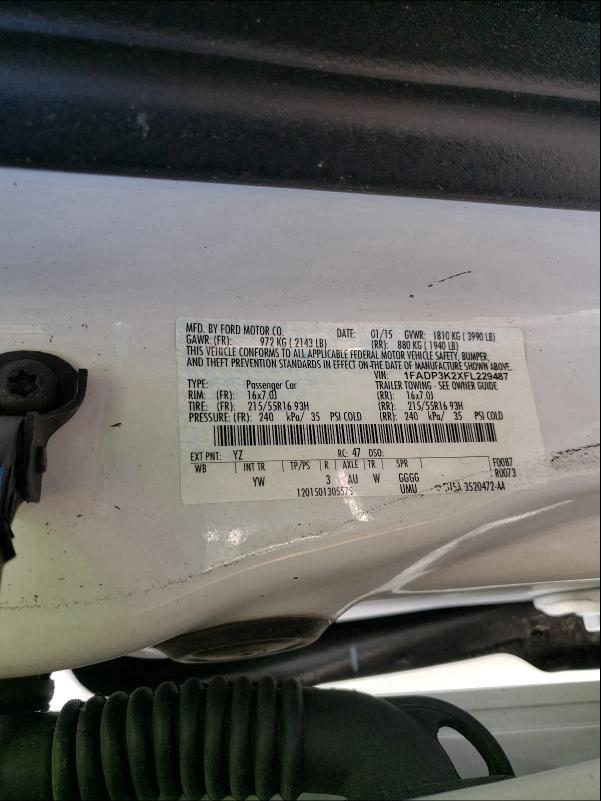 MFD. BY FORD MOTOR CO. DATE: 01/15 GVWR: 1810 KG ( 3990 LB)
GAWR: (FR): 972 KG ( 2143 LB) (RR): 880 KG ( 1940 LB)
THIS VEHICLE CONFORMS TO ALL APPLICABLE FEDERAL MOTOR VEHICLE SAFETY, BUMPER,
AND THEFT PREVENTION STANDARDS IN EFFECT ON THE DATE OF MANUFACTURE SHOWN ABOVE.
VIN: 1FADP3K2XFL229487
TYPE: Passenger Car TRAILER TOWING - SEE OWNER GUIDE
RIM: (FR): 16x7.0J (RR): 16x7.0J
TIRE: (FR): 215/55R16 93H (RR): 215/55R16 93H
PRESSURE: (FR): 240 kPa/ 35 PSI COLD (RR): 240 kPa/ 35 PSI COLD
EXT PNT: YZ RC: 47 DSO: F0087
WB INT TR TP/PS R AXLE TR SPR R0073
YW 3 AU W GGGG
1201501305575 UMU 3520472-AA